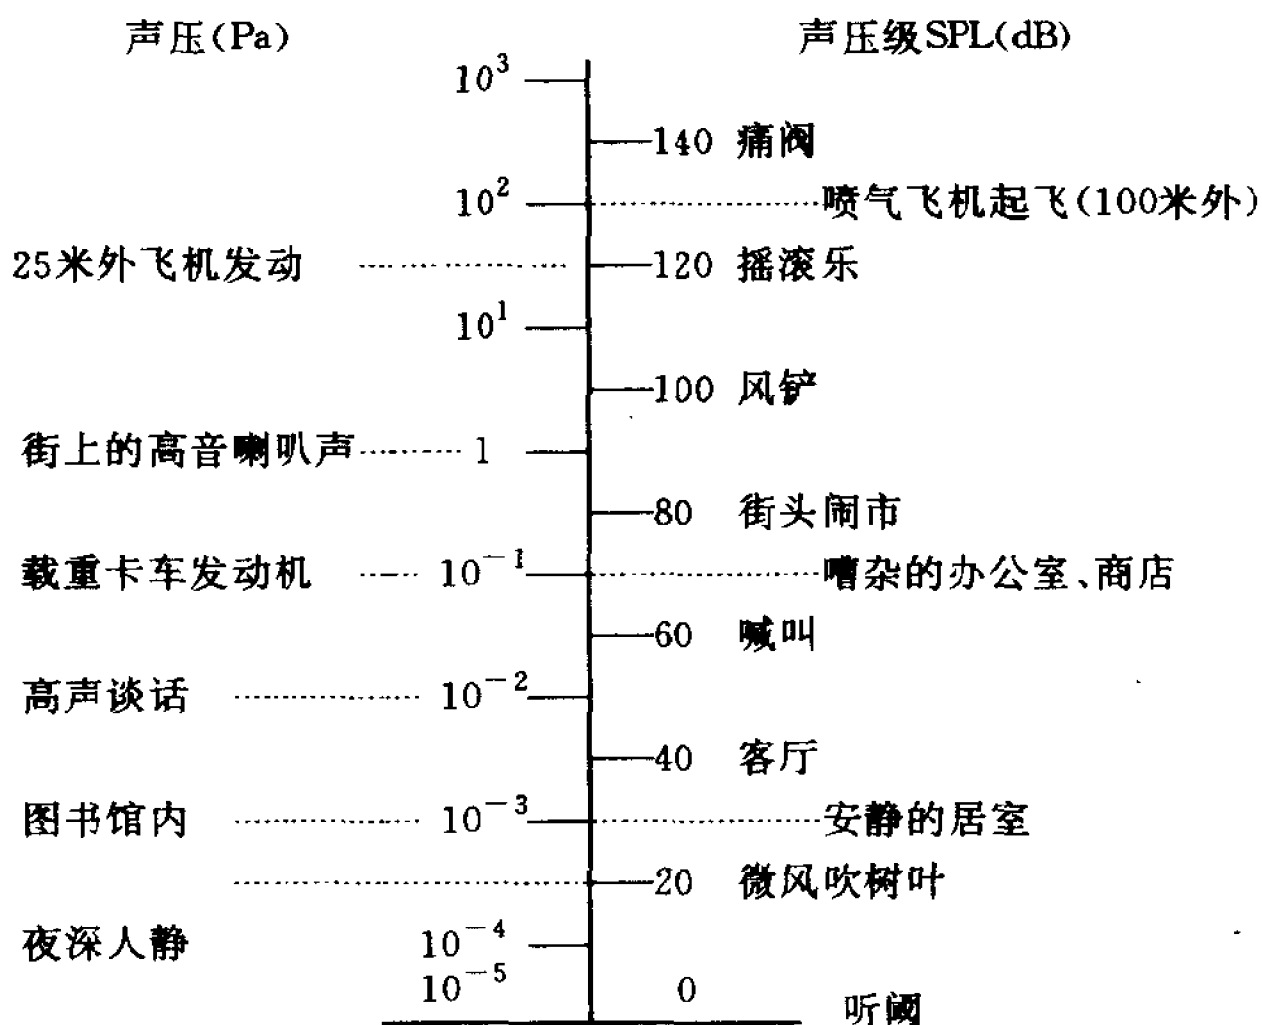 声压(Pa) 声压级SPL(dB)
10³
140 痛阀
10² 喷气飞机起飞(100米外)
25米外飞机发动 120 摇滚乐
10¹
100 风铲
街上的高音喇叭声 1
80 街头闹市
载重卡车发动机 10⁻¹ 嘈杂的办公室、商店
60 喊叫
高声谈话 10⁻²
40 客厅
图书馆内 10⁻³ 安静的居室
20 微风吹树叶
夜深人静 10⁻⁴
10⁻⁵ 0 听阈